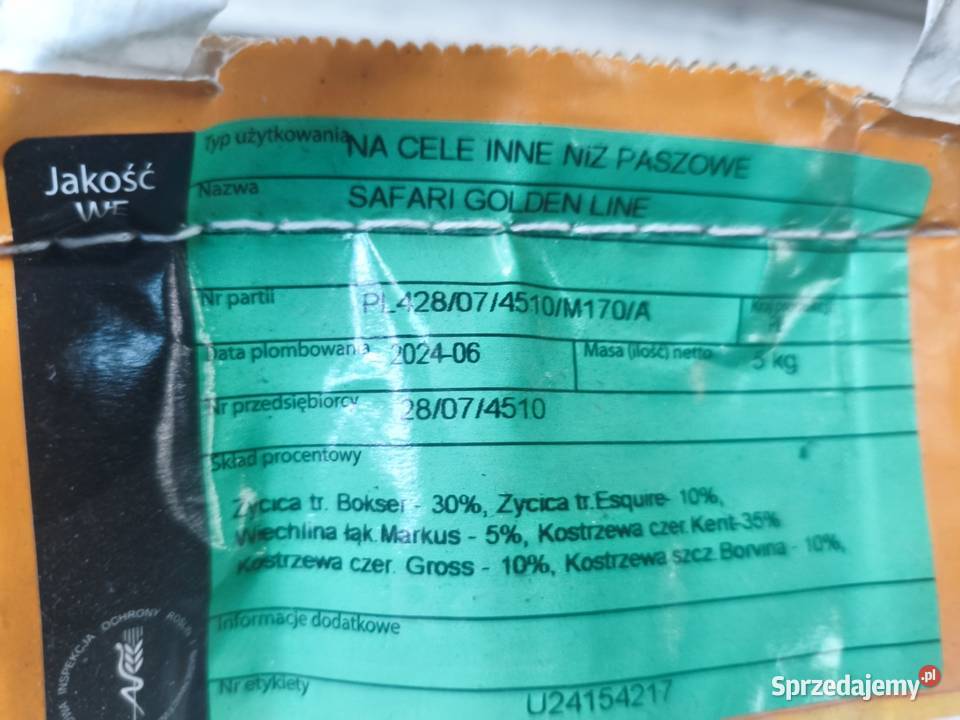 Jakość
WE
Typ użytkowania NA CELE INNE NiŻ PASZOWE
Nazwa SAFARI GOLDEN LINE
Nr partii PL428/07/4510/M170/A
Data plombowania 2024-06 Masa (ilość) netto 5 kg
Nr przedsiębiorcy 28/07/4510
Skład procentowy
Zycica tr. Bokser - 30%, Zycica tr.Esquire- 10%,
Wiechlina łąk.Markus - 5%, Kostrzewa czer.Kent-35%
Kostrzewa czer. Gross - 10%, Kostrzewa szcz.Borvina - 10%,
Informacje dodatkowe
Nr etykiety U24154217
INSPEKCJA OCHRONY ROŚLIN
Sprzedajemy.pl